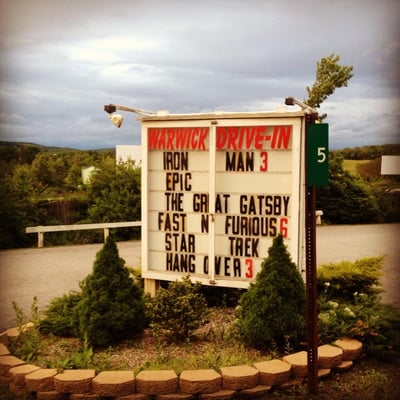 WARWICK DRIVE-IN
IRON MAN 3
EPIC
THE GREAT GATSBY
FAST N FURIOUS 6
STAR TREK
HANG OVER 3
5